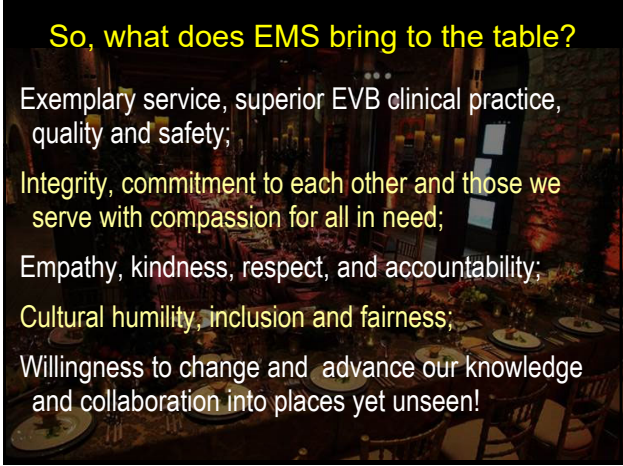 So, what does EMS bring to the table?
Exemplary service, superior EVB clinical practice,
quality and safety;
Integrity, commitment to each other and those we
serve with compassion for all in need;
Empathy, kindness, respect, and accountability;
Cultural humility, inclusion and fairness;
Willingness to change and advance our knowledge
and collaboration into places yet unseen!